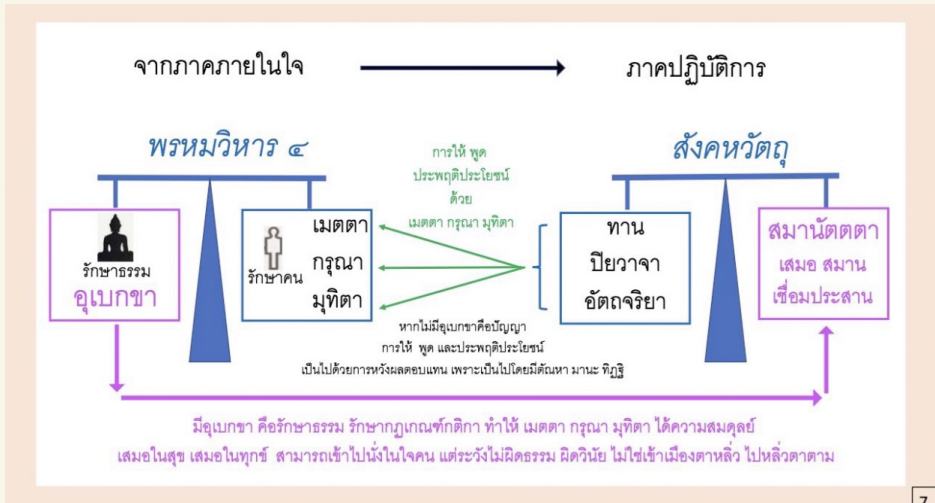 จากภาคภายในใจ
ภาคปฏิบัติการ
พรหมวิหาร ๔
สังคหวัตถุ
การให้ พูด
ประพฤติประโยชน์
ด้วย
เมตตา กรุณา มุทิตา
รักษาธรรม
อุเบกขา
รักษาคน
เมตตา
กรุณา
มุทิตา
ทาน
ปิยวาจา
อัตถจริยา
สมานัตตตา
เสมอ สมาน
เชื่อมประสาน
หากไม่มีอุเบกขาคือปัญญา
การให้ พูด และประพฤติประโยชน์
เป็นไปด้วยการหวังผลตอบแทน เพราะเป็นไปโดยมีตัณหา มานะ ทิฏฐิ
มีอุเบกขา คือรักษาธรรม รักษากฎเกณฑ์กติกา ทำให้ เมตตา กรุณา มุทิตา ได้ความสมดุลย์
เสมอในสุข เสมอในทุกข์ สามารถเข้าไปนั่งในใจคน แต่ระวังไม่ผิดธรรม ผิดวินัย ไม่ใช่เข้าเมืองตาหลิ่ว ไปหลิ่วตาตาม
7